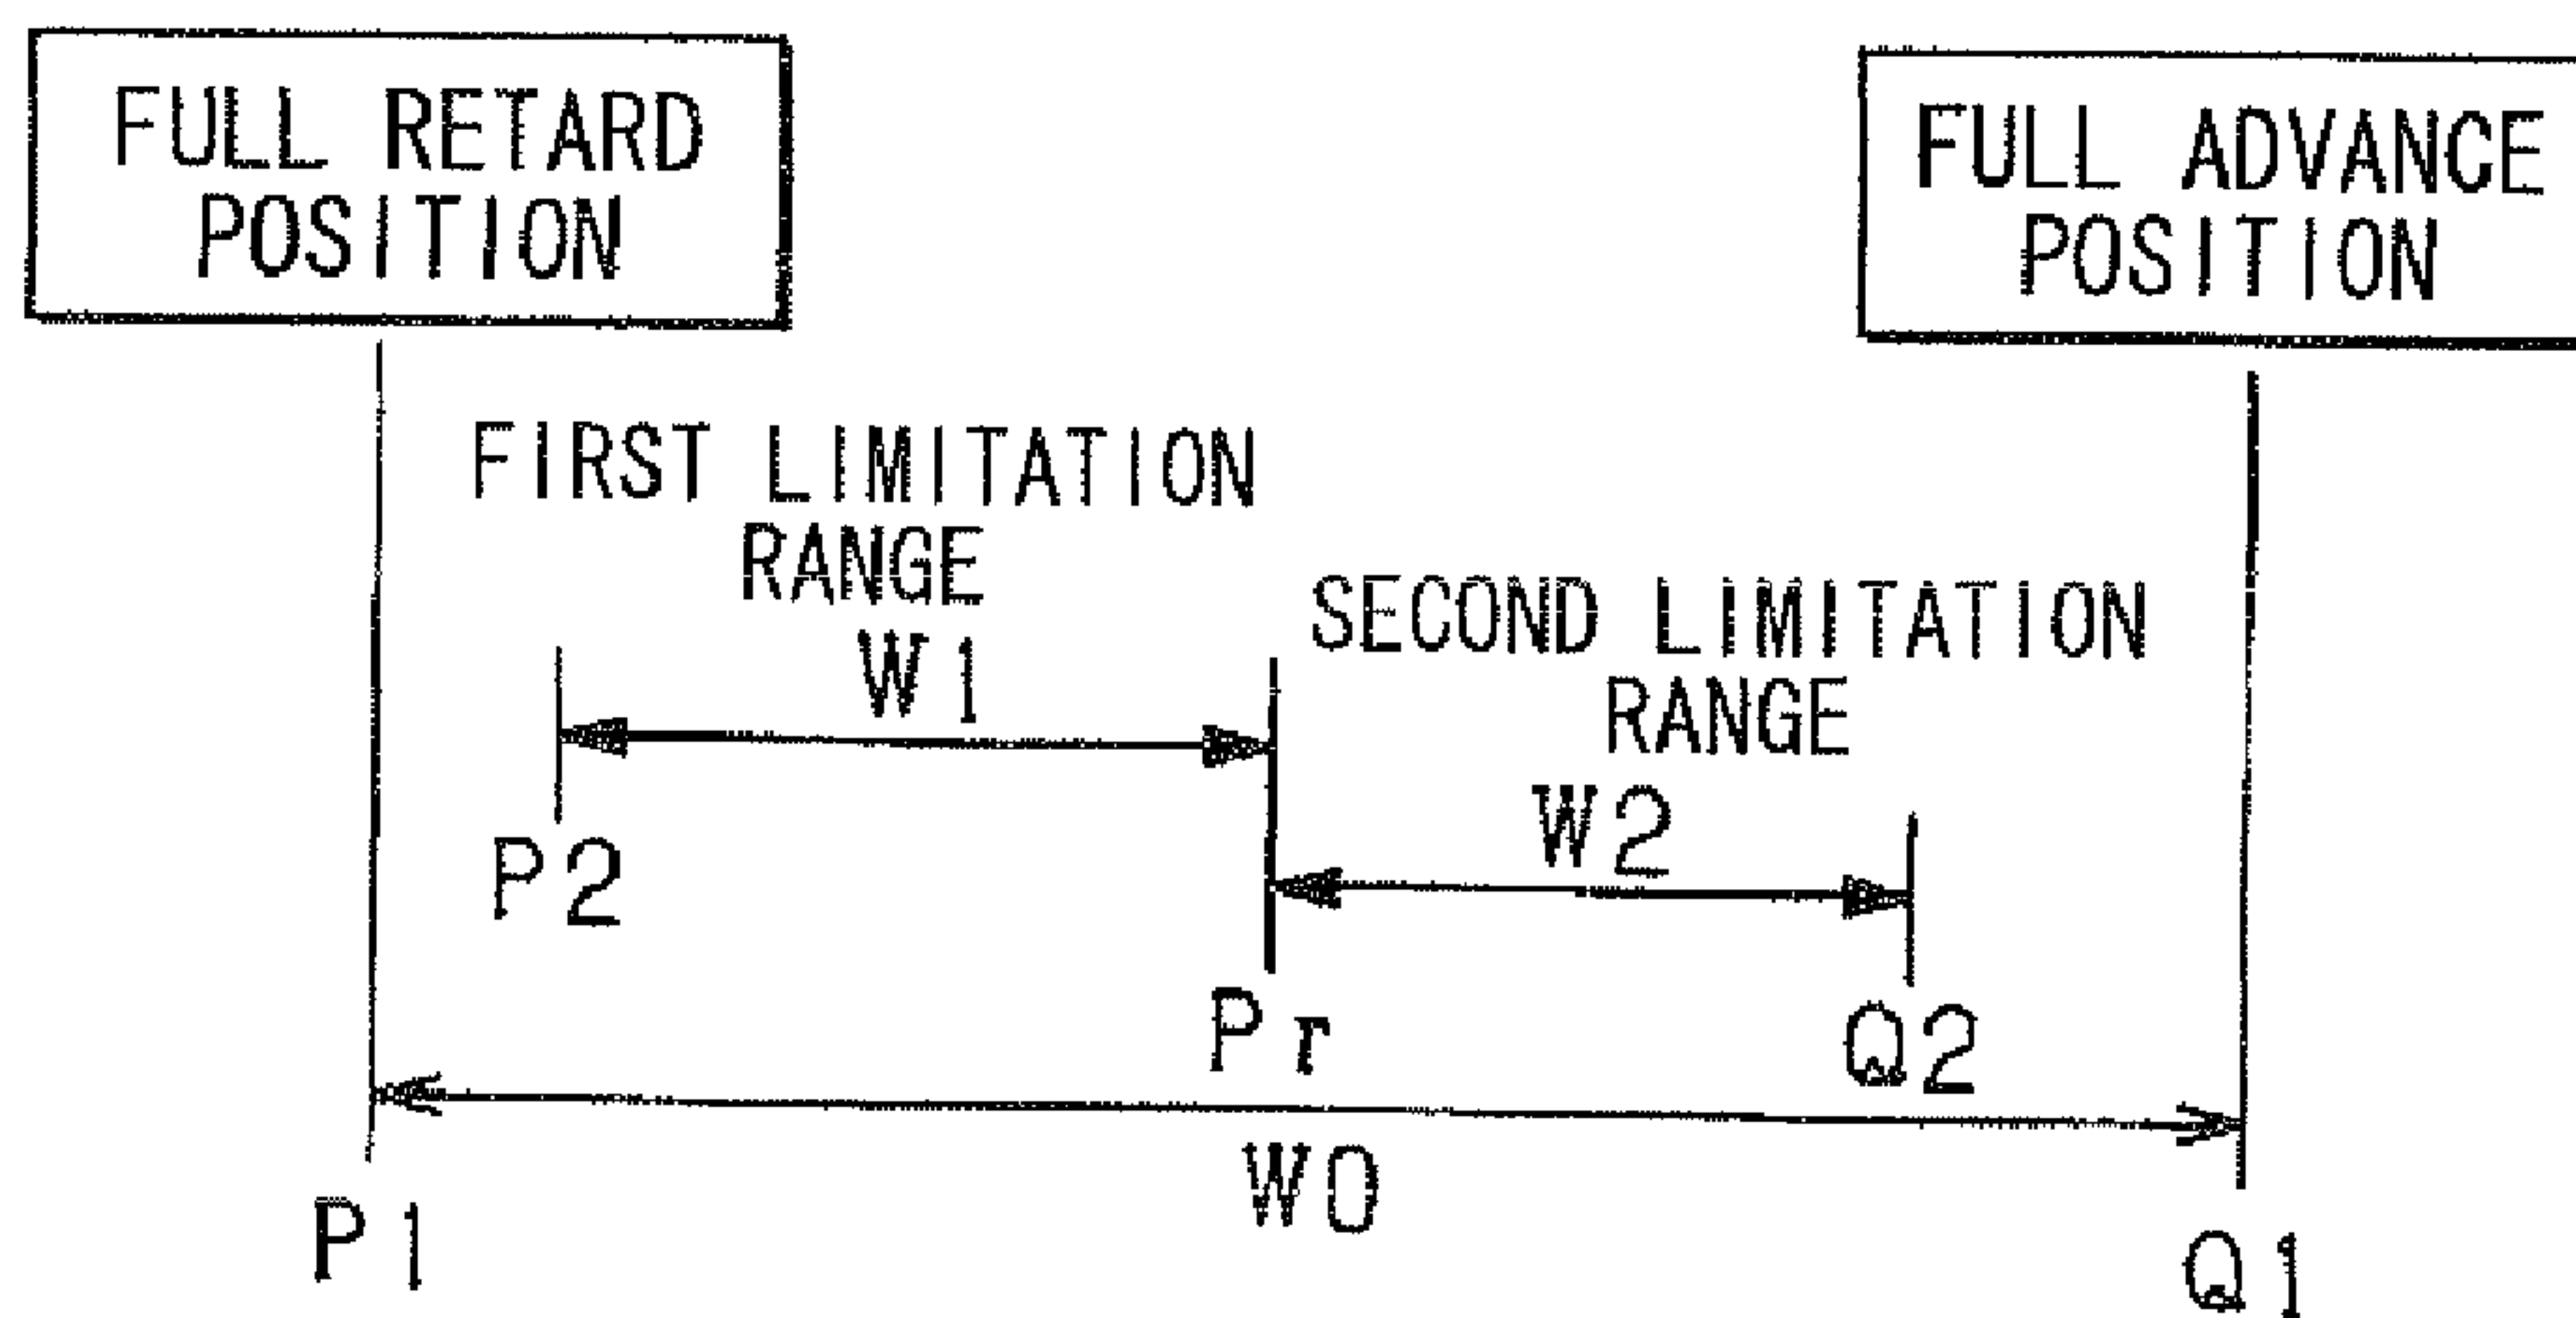 FULL RETARD
POSITION
FULL ADVANCE
POSITION
FIRST LIMITATION
RANGE
W1
SECOND LIMITATION
RANGE
W2
P2
Pr
Q2
W0
P1
Q1